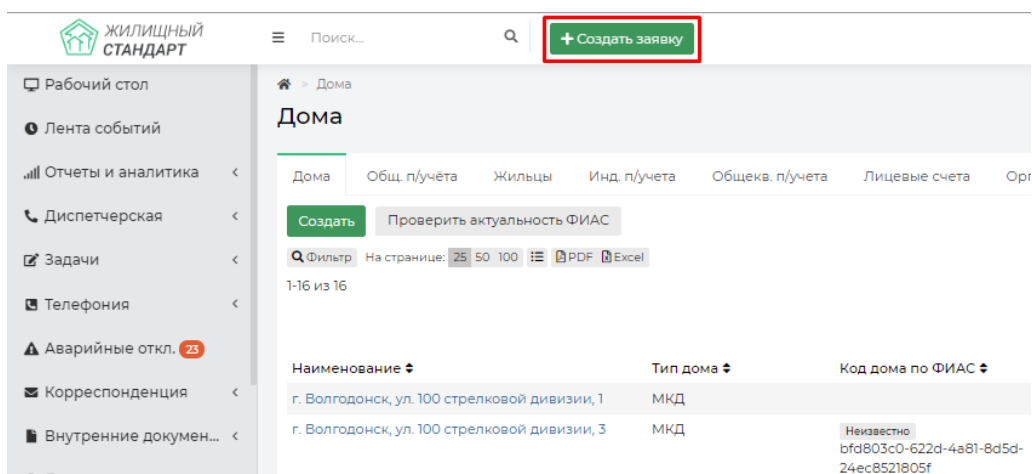 ЖИЛИЩНЫЙ
СТАНДАРТ
Поиск...
+ Создать заявку
Рабочий стол
Лента событий
Отчеты и аналитика
Диспетчерская
Задачи
Телефония
Аварийные откл. 23
Корреспонденция
Внутренние докумен...
> Дома
Дома
Дома Общ. п/учёта Жильцы Инд. п/учета Общекв. п/учета Лицевые счета Орг
Создать Проверить актуальность ФИАС
Фильтр На странице: 25 50 100 PDF Excel
1-16 из 16
Наименование Тип дома Код дома по ФИАС
г. Волгодонск, ул. 100 стрелковой дивизии, 1 МКД
г. Волгодонск, ул. 100 стрелковой дивизии, 3 МКД Неизвестно
bfd803c0-622d-4a81-8d5d-
24ec8521805f